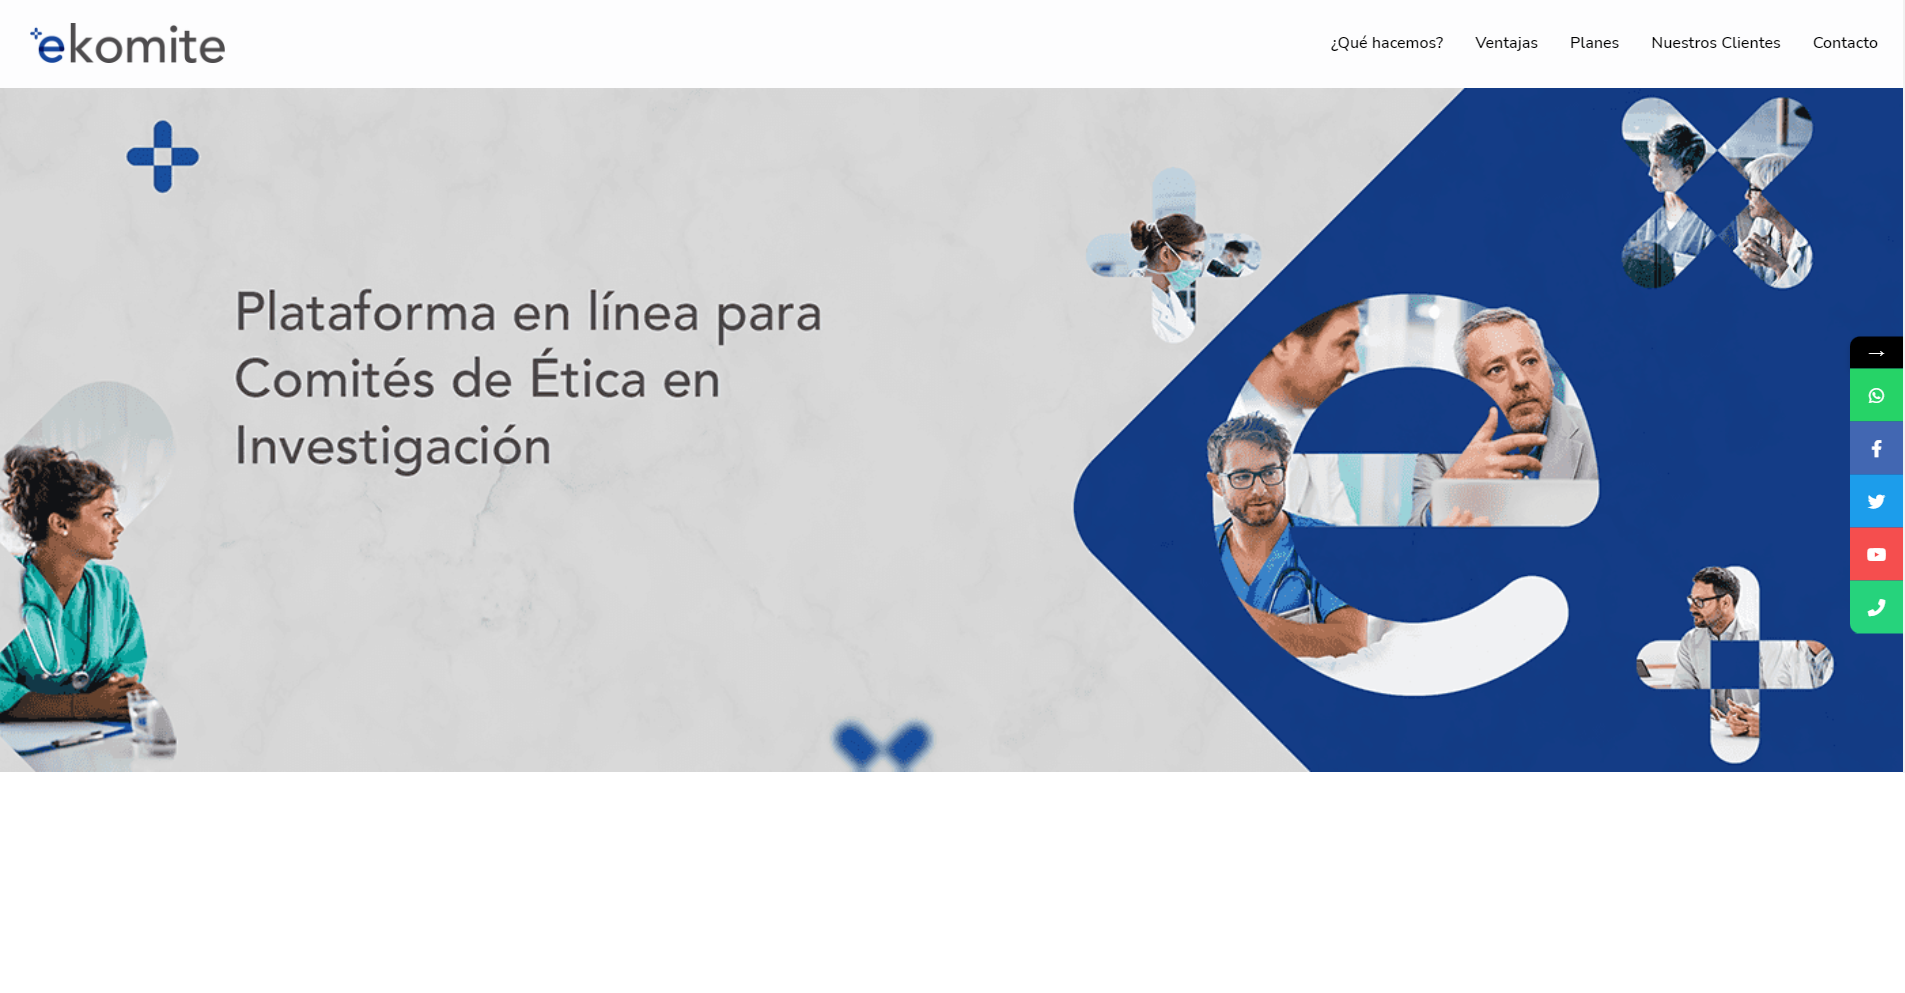 ekomite
¿Qué hacemos?
Ventajas
Planes
Nuestros Clientes
Contacto
Plataforma en línea para
Comités de Ética en
Investigación